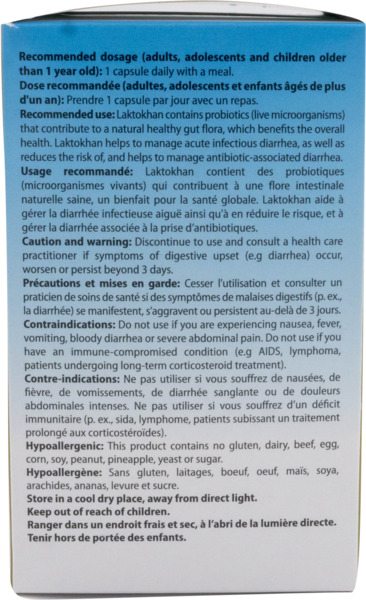 Recommended dosage (adults, adolescents and children older
than 1 year old): 1 capsule daily with a meal.
Dose recommandée (adultes, adolescents et enfants âgés de plus
d'un an): Prendre 1 capsule par jour avec un repas.
Recommended use: Laktokhan contains probiotics (live microorganisms)
that contribute to a natural healthy gut flora, which benefits the overall
health. Laktokhan helps to manage acute infectious diarrhea, as well as
reduces the risk of, and helps to manage antibiotic-associated diarrhea.
Usage recommandé: Laktokhan contient des probiotiques
(microorganismes vivants) qui contribuent à une flore intestinale
naturelle saine, un bienfait pour la santé globale. Laktokhan aide à
gérer la diarrhée infectieuse aiguë ainsi qu'à en réduire le risque, et à
gérer la diarrhée associée à la prise d'antibiotiques.
Caution and warning: Discontinue to use and consult a health care
practitioner if symptoms of digestive upset (e.g diarrhea) occur,
worsen or persist beyond 3 days.
Précautions et mises en garde: Cesser l'utilisation et consulter un
praticien de soins de santé si des symptômes de malaises digestifs (p. ex.,
la diarrhée) se manifestent, s'aggravent ou persistent au-delà de 3 jours.
Contraindications: Do not use if you are experiencing nausea, fever,
vomiting, bloody diarrhea or severe abdominal pain. Do not use if you
have an immune-compromised condition (e.g AIDS, lymphoma,
patients undergoing long-term corticosteroid treatment).
Contre-indications: Ne pas utiliser si vous souffrez de nausées, de
fièvre, de vomissements, de diarrhée sanglante ou de douleurs
abdominales intenses. Ne pas utiliser si vous souffrez d'un déficit
immunitaire (p. ex., sida, lymphome, patients subissant un traitement
prolongé aux corticostéroïdes).
Hypoallergenic: This product contains no gluten, dairy, beef, egg,
corn, soy, peanut, pineapple, yeast or sugar.
Hypoallergène: Sans gluten, laitages, boeuf, oeuf, maïs, soya,
arachides, ananas, levure et sucre.
Store in a cool dry place, away from direct light.
Keep out of reach of children.
Ranger dans un endroit frais et sec, à l'abri de la lumière directe.
Tenir hors de portée des enfants.